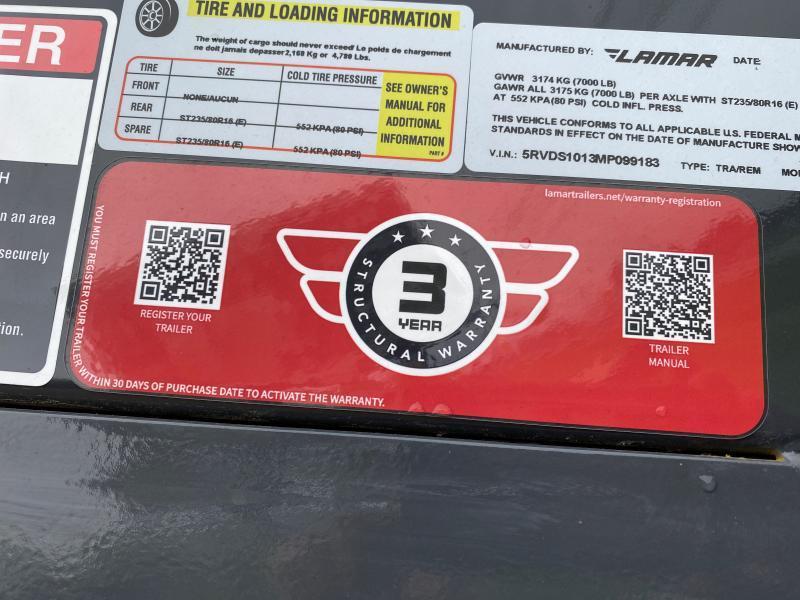 ER
H
n an area
securely
ion.
TIRE AND LOADING INFORMATION
The weight of cargo should never exceed/ Le poids de chargement
ne doit jamais depasser 2,168 Kg or 4,780 Lbs.
TIRE SIZE COLD TIRE PRESSURE
FRONT NONE/AUCUN
REAR ST235/80R16 (E) 552 KPA (80 PSI)
SPARE ST235/80R16 (E) 552 KPA (80 PSI)
SEE OWNER'S
MANUAL FOR
ADDITIONAL
INFORMATION
PART #
MANUFACTURED BY: LAMAR DATE:
GVWR 3174 KG (7000 LB)
GAWR ALL 3175 KG (7000 LB) PER AXLE WITH ST235/80R16 (E)
AT 552 KPA(80 PSI) COLD INFL. PRESS.
THIS VEHICLE CONFORMS TO ALL APPLICABLE U.S. FEDERAL M
STANDARDS IN EFFECT ON THE DATE OF MANUFACTURE SHOW
V.I.N.: 5RVDS1013MP099183 TYPE: TRA/REM MO
lamartrailers.net/warranty-registration
REGISTER YOUR
TRAILER
3
YEAR
STRUCTURAL WARRANTY
TRAILER
MANUAL
YOU MUST REGISTER YOUR TRAILER WITHIN 30 DAYS OF PURCHASE DATE TO ACTIVATE THE WARRANTY.